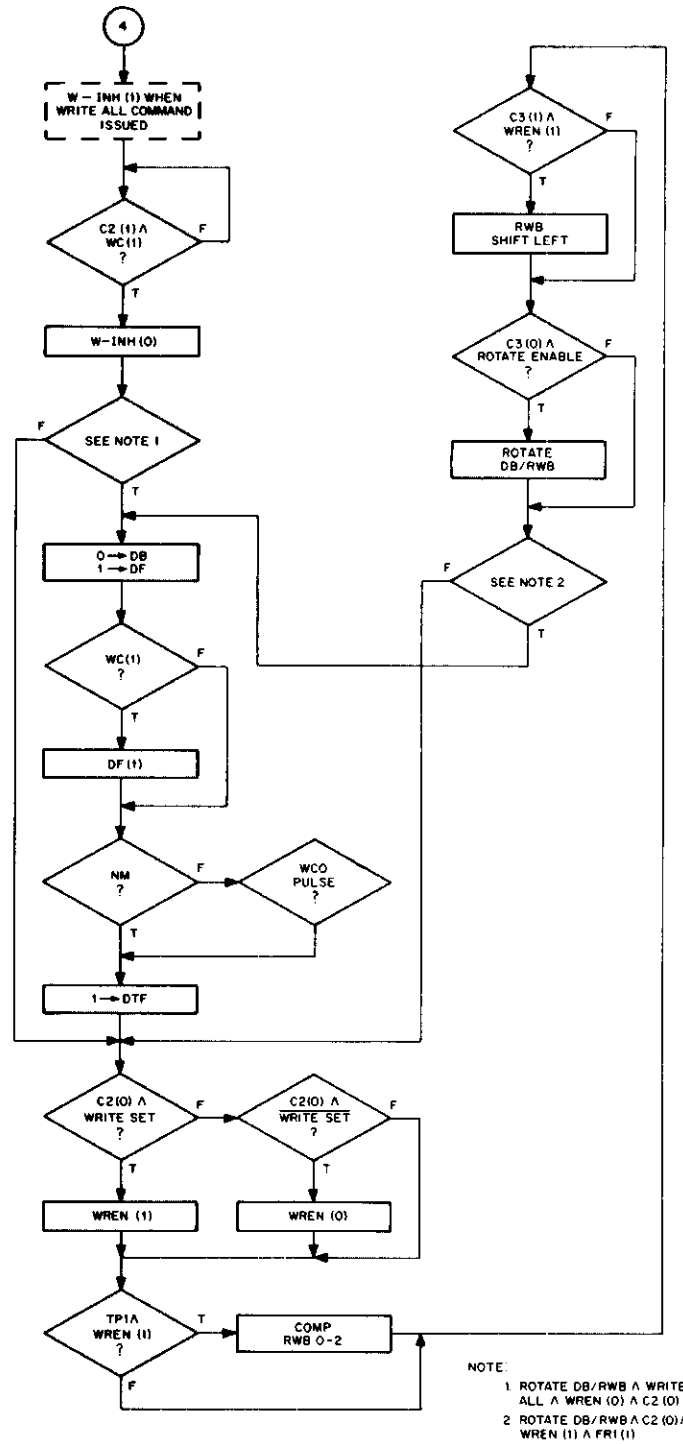 4
W - INH (1) WHEN
WRITE ALL COMMAND
ISSUED
C2 (1) Λ
WC(1)
?
F
T
W-INH(0)
F
SEE NOTE 1
T
0→DB
1→DF
WC(1)
?
F
T
DF(1)
NM
?
F
T
WCO
PULSE
?
1→DTF
C2(0) Λ
WRITE SET
?
F
T
C2(0) Λ
WRITE SET
?
F
T
WREN (1)
WREN (0)
TP1Λ
WREN (1)
?
T
F
COMP
RWB 0-2
C3(1) Λ
WREN (1)
?
F
T
RWB
SHIFT LEFT
C3(0) Λ
ROTATE ENABLE
?
F
T
ROTATE
DB/RWB
F
SEE NOTE 2
T
NOTE:
1. ROTATE DB/RWB Λ WRITE
ALL Λ WREN (0) Λ C2 (0)
2. ROTATE DB/RWB Λ C2 (0) Λ
WREN (1) Λ FR1 (1)